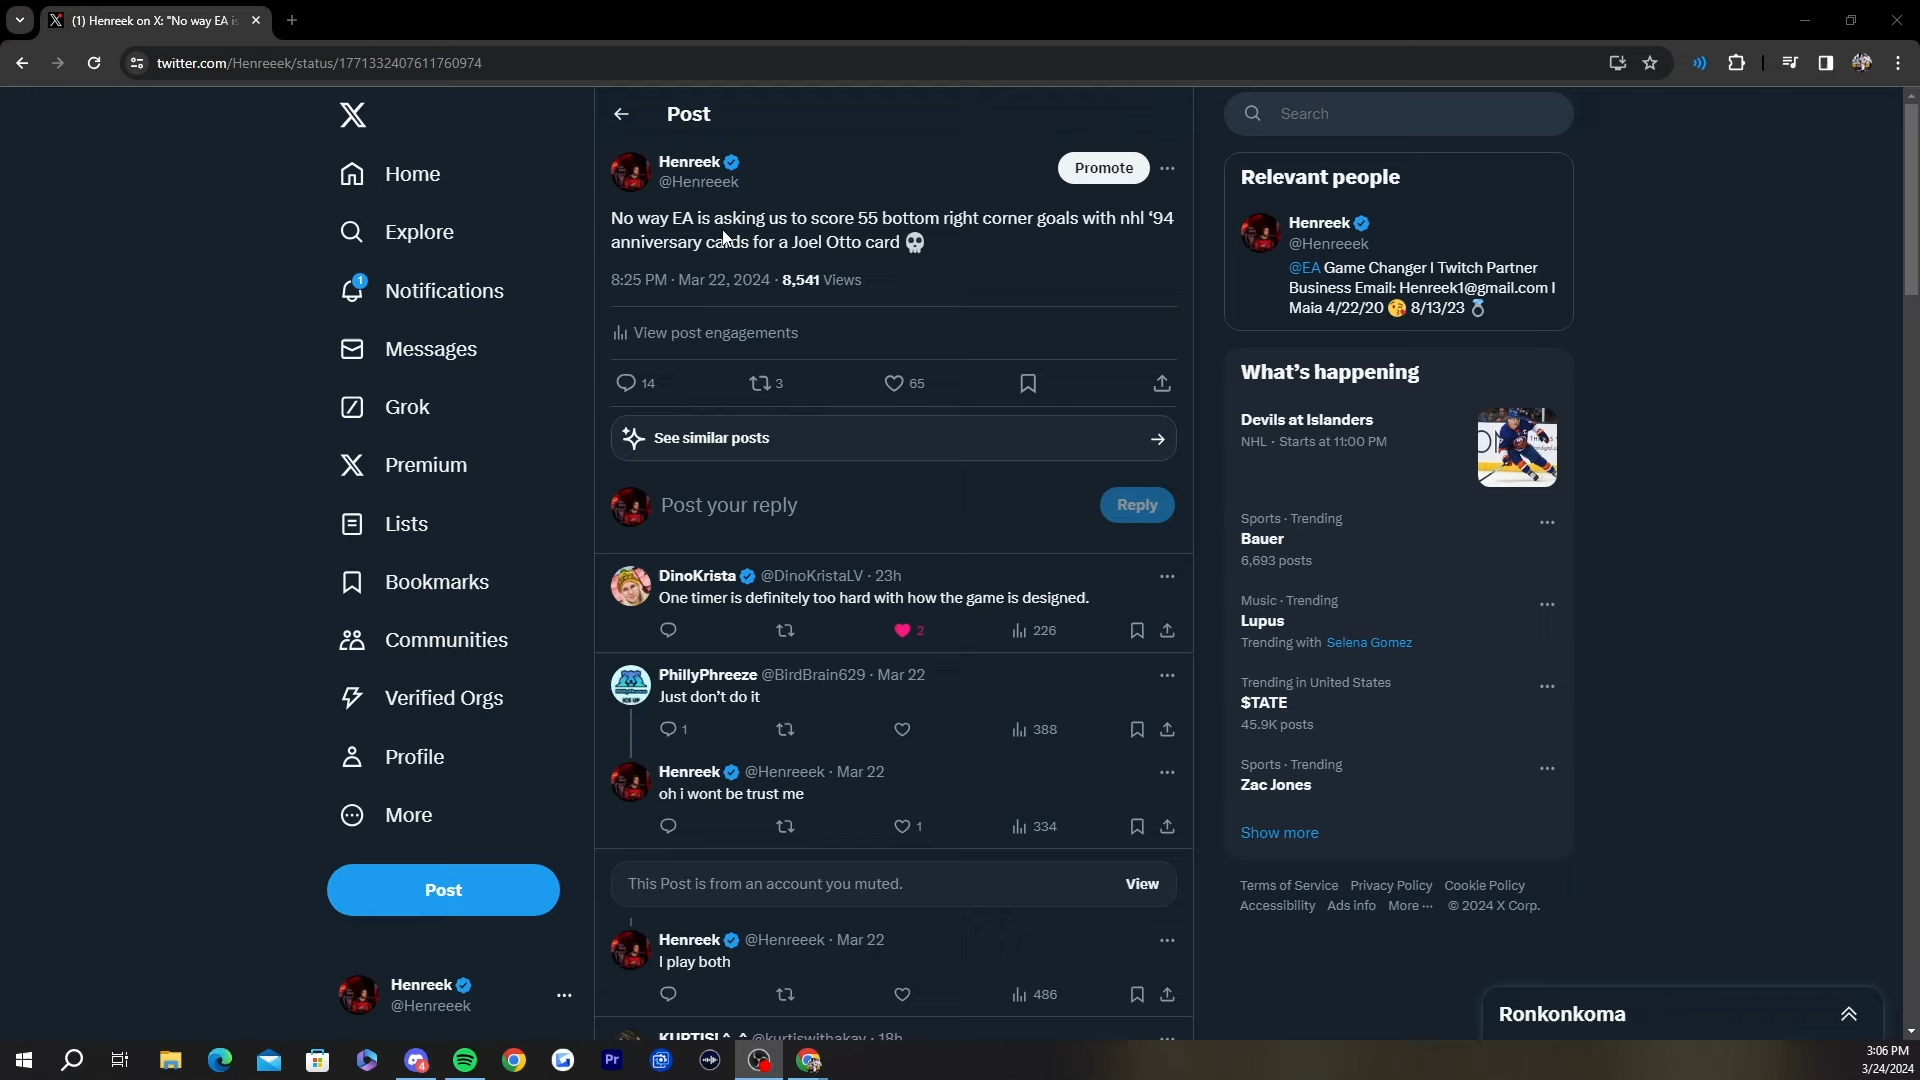 (1) Henreek on X: "No way EA is
twitter.com/Henreeek/status/1771332407611760974
Home
Explore
1
Notifications
Messages
Grok
Premium
Lists
Bookmarks
Communities
Verified Orgs
Profile
More
Post
Henreek
@Henreeek
Post
Henreek
@Henreeek
Promote
No way EA is asking us to score 55 bottom right corner goals with nhl ‘94
anniversary cards for a Joel Otto card 💀
8:25 PM · Mar 22, 2024 · 8,541 Views
View post engagements
14 3 65
See similar posts
Post your reply
Reply
DinoKrista @DinoKristaLV · 23h
One timer is definitely too hard with how the game is designed.
2 226
PhillyPhreeze @BirdBrain629 · Mar 22
Just don’t do it
1 388
Henreek @Henreeek · Mar 22
oh i wont be trust me
1 334
This Post is from an account you muted.
View
Henreek @Henreeek · Mar 22
I play both
486
@kurtiswithakay · 18h
Search
Relevant people
Henreek
@Henreeek
@EA Game Changer l Twitch Partner
Business Email: Henreek1@gmail.com l
Maia 4/22/20 😘 8/13/23 💍
What’s happening
Devils at Islanders
NHL · Starts at 11:00 PM
Sports · Trending
Bauer
6,693 posts
Music · Trending
Lupus
Trending with Selena Gomez
Trending in United States
$TATE
45.9K posts
Sports · Trending
Zac Jones
Show more
Terms of Service Privacy Policy Cookie Policy
Accessibility Ads info More ··· © 2024 X Corp.
Ronkonkoma
Pr
4
3:06 PM
3/24/2024